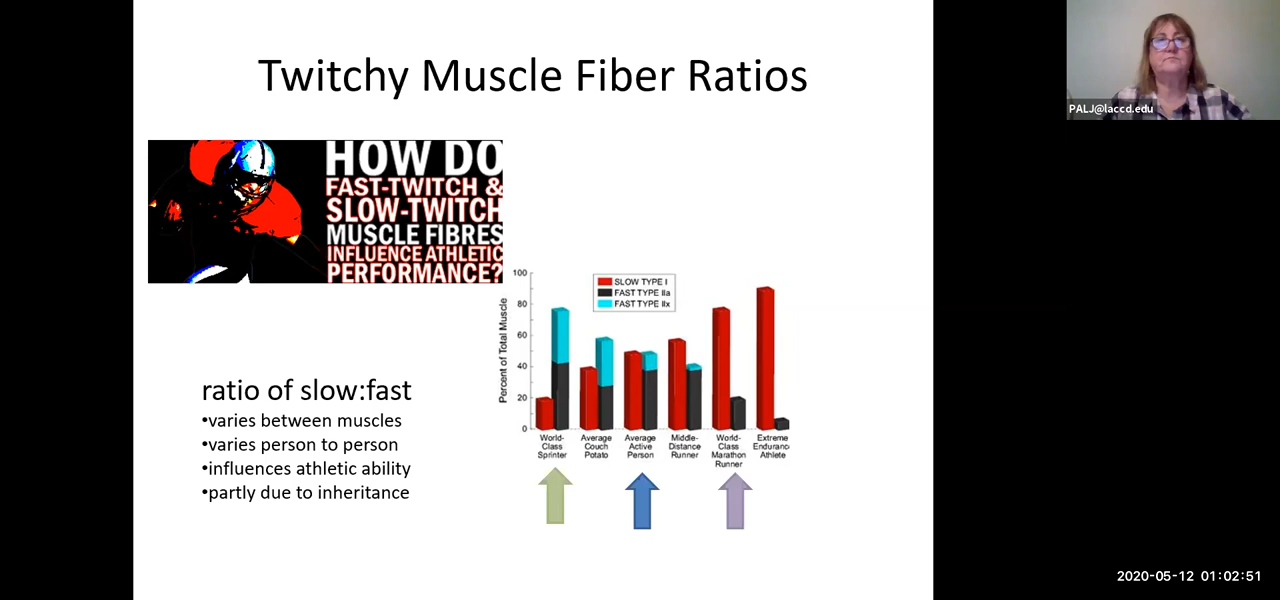 Twitchy Muscle Fiber Ratios
PALJ@laccd.edu
HOW DO
FAST-TWITCH &
SLOW-TWITCH
MUSCLE FIBRES
INFLUENCE ATHLETIC
PERFORMANCE?
ratio of slow:fast
•varies between muscles
•varies person to person
•influences athletic ability
•partly due to inheritance
SLOW TYPE I
FAST TYPE IIa
FAST TYPE IIx
Percent of Total Muscle
100
80
60
40
20
0
World-
Class
Sprinter
Average
Couch
Potato
Average
Active
Person
Middle-
Distance
Runner
World-
Class
Marathon
Runner
Extreme
Enduranc
Athlete
2020-05-12 01:02:51